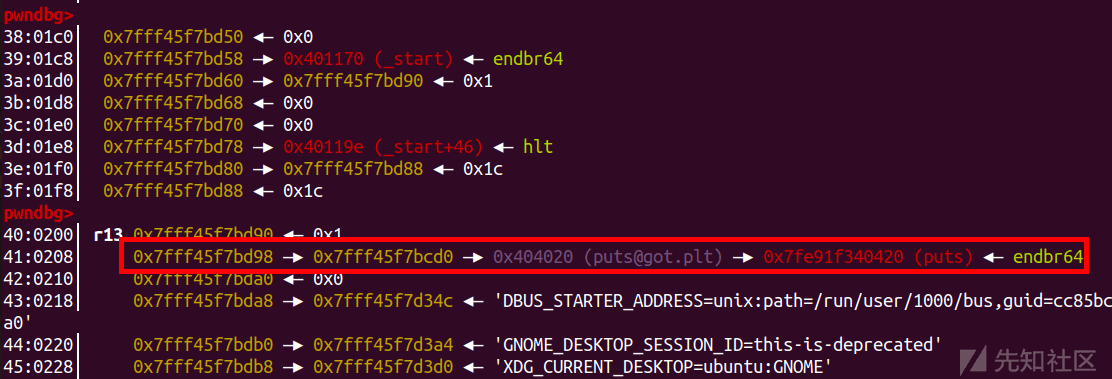 pwndbg>
38:01c0│ 0x7fff45f7bd50 ◂— 0x0
39:01c8│ 0x7fff45f7bd58 —▸ 0x401170 (_start) ◂— endbr64
3a:01d0│ 0x7fff45f7bd60 —▸ 0x7fff45f7bd90 ◂— 0x1
3b:01d8│ 0x7fff45f7bd68 ◂— 0x0
3c:01e0│ 0x7fff45f7bd70 ◂— 0x0
3d:01e8│ 0x7fff45f7bd78 —▸ 0x40119e (_start+46) ◂— hlt
3e:01f0│ 0x7fff45f7bd80 —▸ 0x7fff45f7bd88 ◂— 0x1c
3f:01f8│ 0x7fff45f7bd88 ◂— 0x1c
pwndbg>
40:0200│ r13 0x7fff45f7bd90 ◂— 0x1
41:0208│ 0x7fff45f7bd98 —▸ 0x7fff45f7bcd0 —▸ 0x404020 (puts@got.plt) —▸ 0x7fe91f340420 (puts) ◂— endbr64
42:0210│ 0x7fff45f7bda0 ◂— 0x0
43:0218│ 0x7fff45f7bda8 —▸ 0x7fff45f7d34c ◂— 'DBUS_STARTER_ADDRESS=unix:path=/run/user/1000/bus,guid=cc85bc
a0'
44:0220│ 0x7fff45f7bdb0 —▸ 0x7fff45f7d3a4 ◂— 'GNOME_DESKTOP_SESSION_ID=this-is-deprecated'
45:0228│ 0x7fff45f7bdb8 —▸ 0x7fff45f7d3d0 ◂— 'XDG_CURRENT_DESKTOP=ubuntu:GNOME'
先知社区